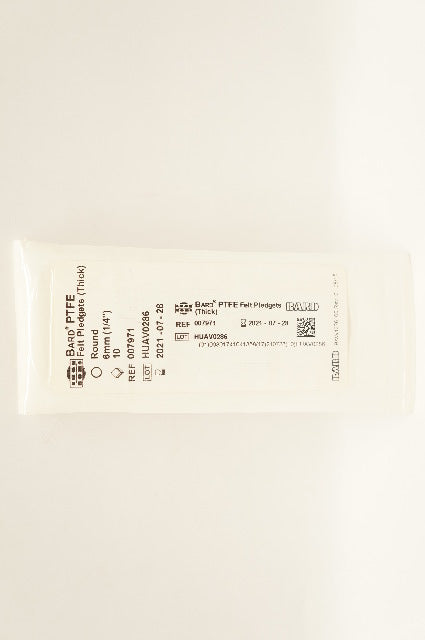 BARD® PTFE
Felt Pledgets (Thick)
Round
6mm (1/4")
10
REF 007971
LOT HUAV0286
2021-07-28
BARD® PTFE Felt Pledgets
(Thick)
BARD
REF 007971
2021-07-28
LOT HUAV0286
BARD